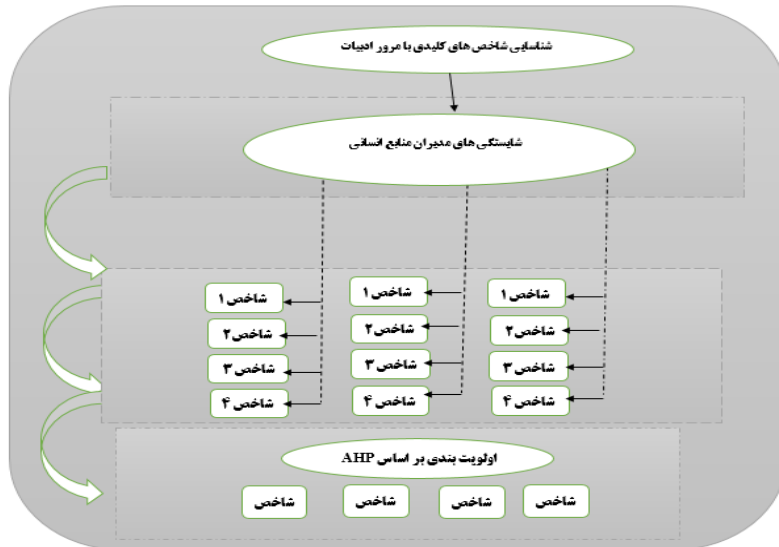 شناسایی شاخص های کلیدی با مرور ادبیات
شایستگی های مدیران منابع انسانی
شاخص ۱
شاخص ۱
شاخص ۱
شاخص ۲
شاخص ۲
شاخص ۲
شاخص ۳
شاخص ۳
شاخص ۳
شاخص ۴
شاخص ۴
شاخص ۴
اولویت بندی بر اساس AHP
شاخص
شاخص
شاخص
شاخص